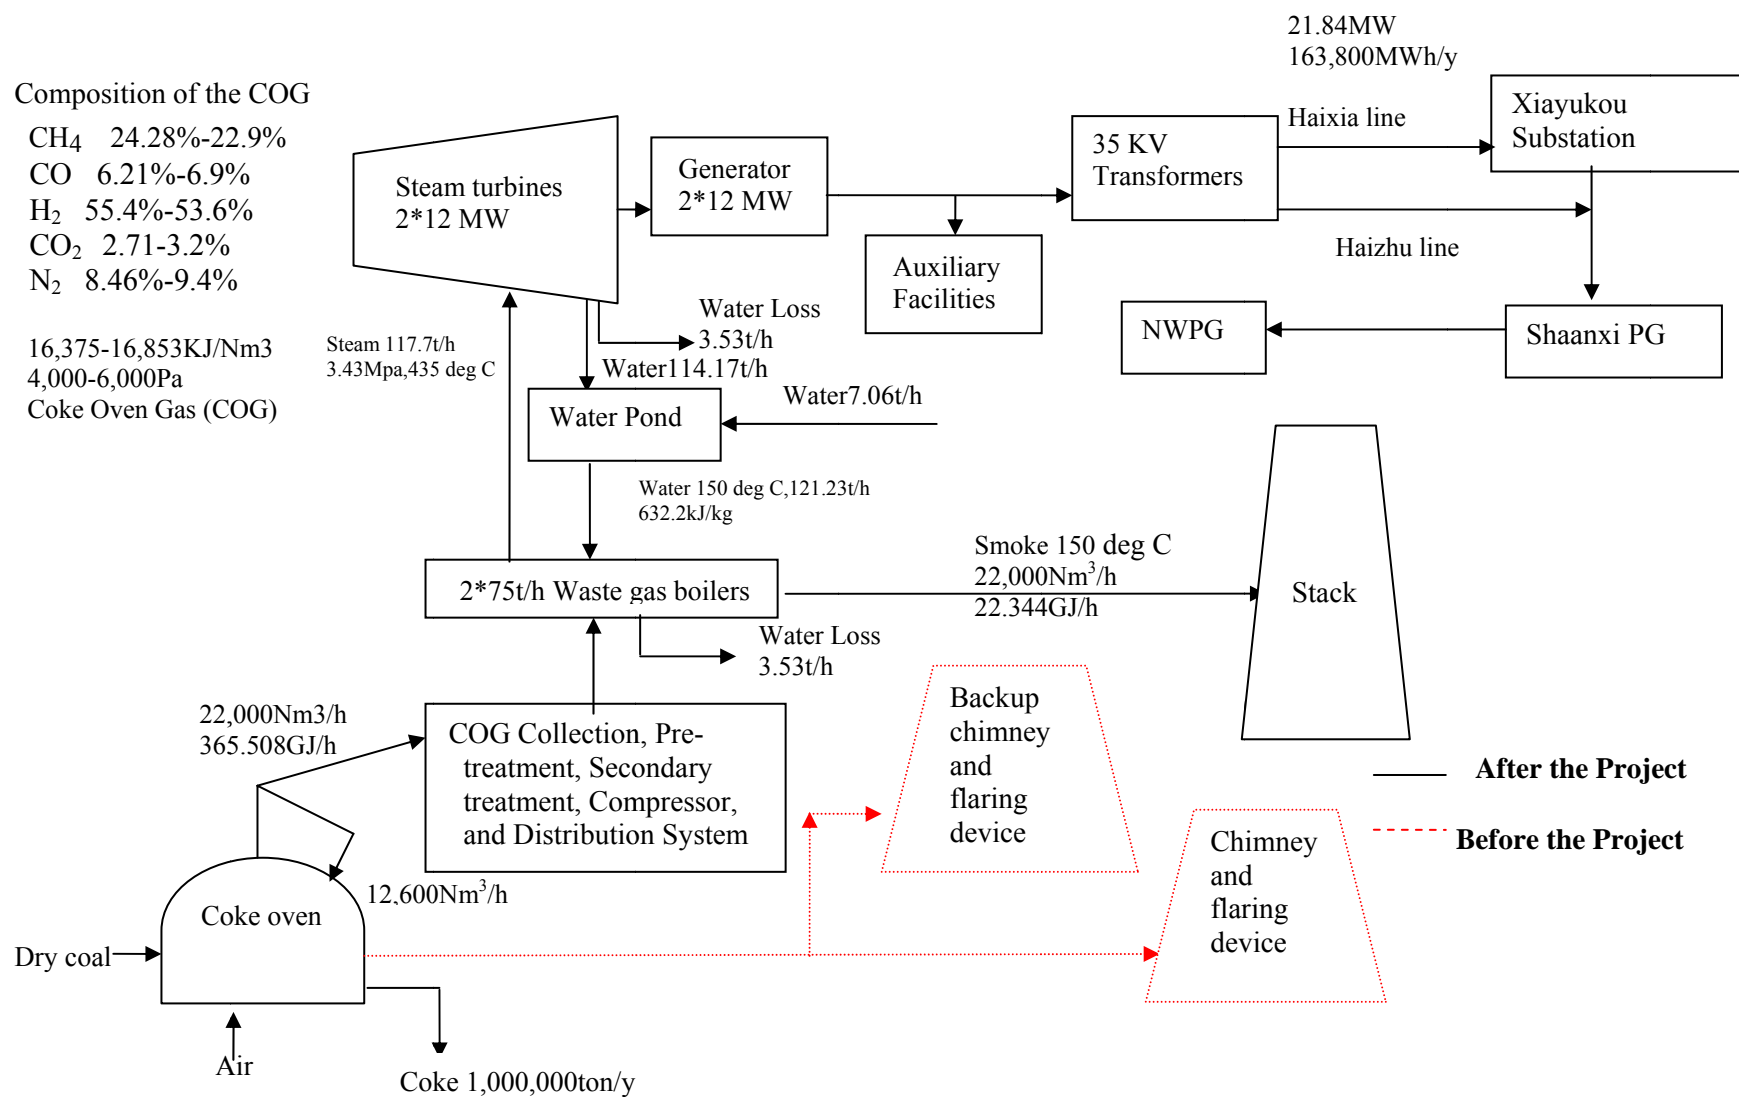 21.84MW
163,800MWh/y
Composition of the COG
CH4 24.28%-22.9%
CO 6.21%-6.9%
H2 55.4%-53.6%
CO2 2.71-3.2%
N2 8.46%-9.4%
16,375-16,853KJ/Nm3
4,000-6,000Pa
Coke Oven Gas (COG)
Steam turbines
2*12 MW
Generator
2*12 MW
Auxiliary
Facilities
35 KV
Transformers
Haixia line
Haizhu line
Xiayukou
Substation
Shaanxi PG
NWPG
Steam 117.7t/h
3.43Mpa,435 deg C
Water Loss
3.53t/h
Water114.17t/h
Water7.06t/h
Water Pond
Water 150 deg C,121.23t/h
632.2kJ/kg
2*75t/h Waste gas boilers
Smoke 150 deg C
22,000Nm3/h
22.344GJ/h
Stack
Water Loss
3.53t/h
22,000Nm3/h
365.508GJ/h
COG Collection, Pre-
treatment, Secondary
treatment, Compressor,
and Distribution System
Backup
chimney
and
flaring
device
Chimney
and
flaring
device
After the Project
Before the Project
12,600Nm3/h
Coke oven
Dry coal
Air
Coke 1,000,000ton/y